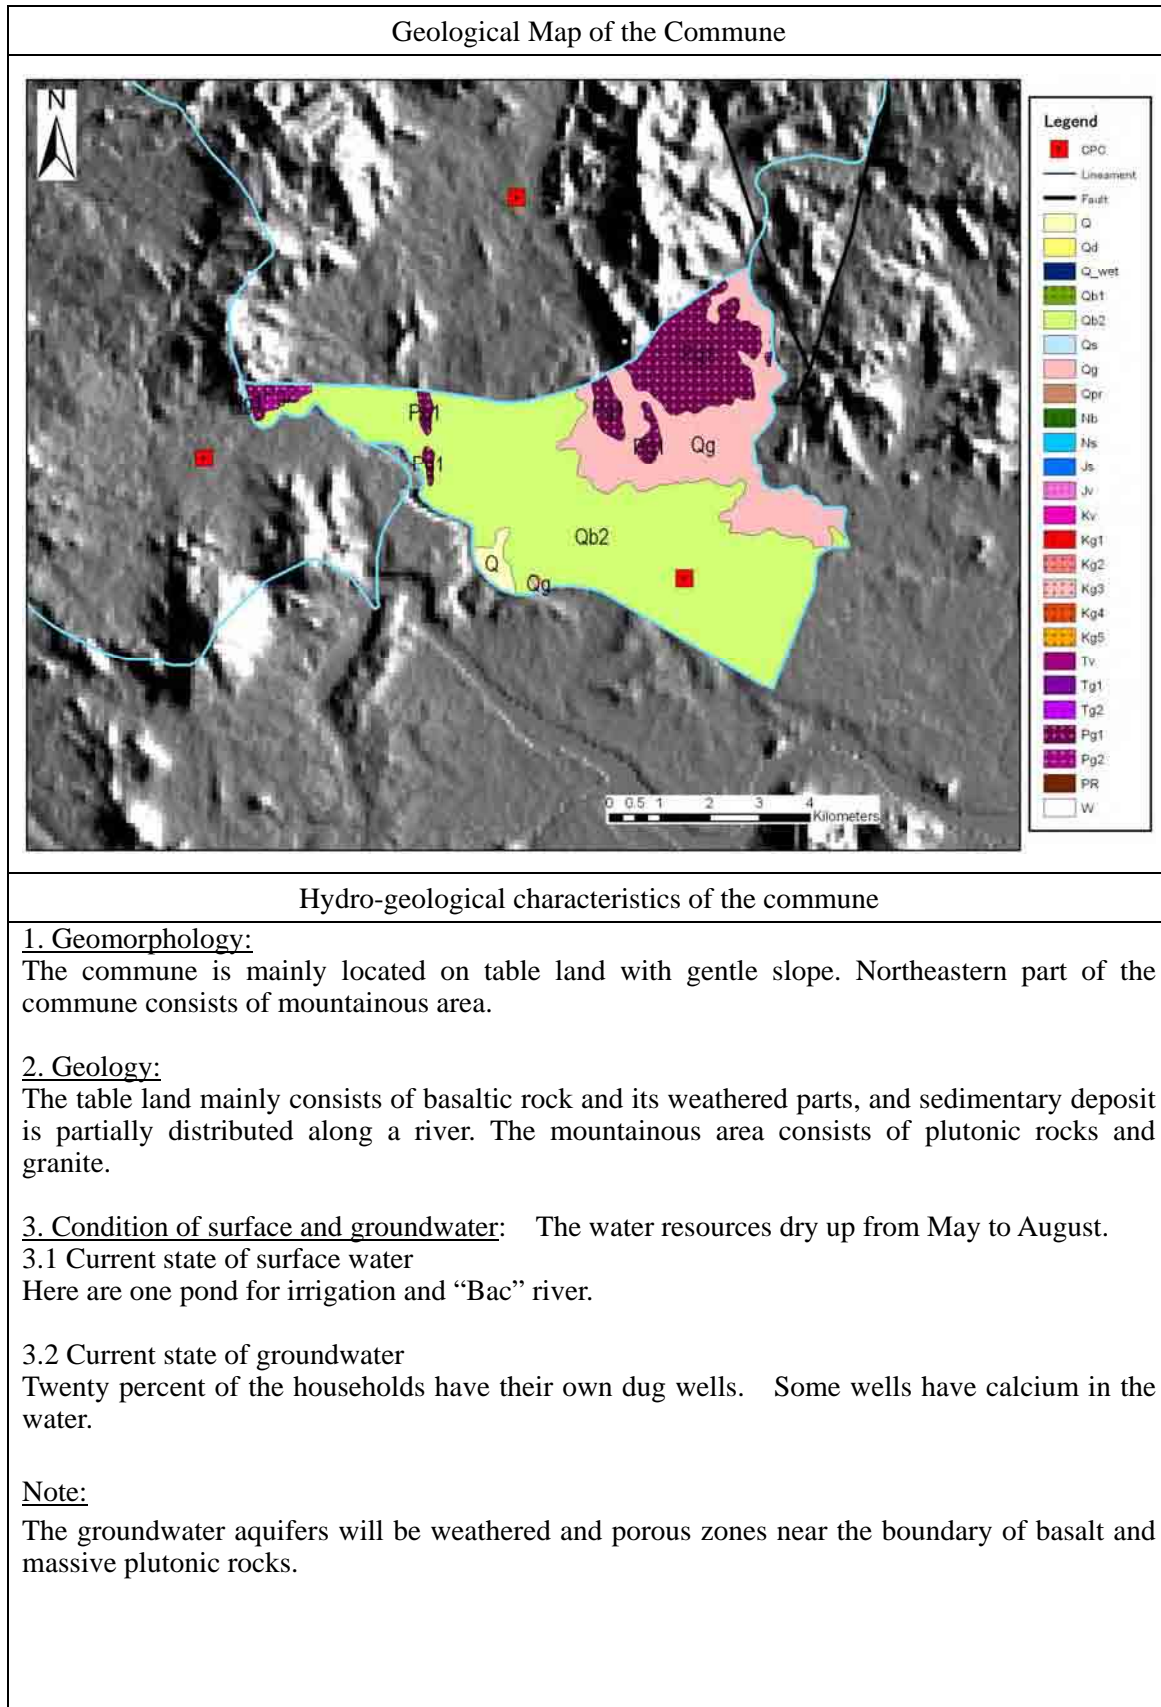 Geological Map of the Commune
N
Legend
CPC
Lineament
Fault
Q
Qd
Q_wet
Qb1
Qb2
Qs
Qg
Qpr
Nb
Ns
Js
Jv
Kv
Kg1
Kg2
Kg3
Kg4
Kg5
Tv
Tg1
Tg2
Pg1
Pg2
PR
W
Pg1
Pg1
Pg1
Qg
Qb2
Q
Qg
0 0.5 1 2 3 4
Kilometers
Hydro-geological characteristics of the commune
1. Geomorphology:
The commune is mainly located on table land with gentle slope. Northeastern part of the
commune consists of mountainous area.
2. Geology:
The table land mainly consists of basaltic rock and its weathered parts, and sedimentary deposit
is partially distributed along a river. The mountainous area consists of plutonic rocks and
granite.
3. Condition of surface and groundwater: The water resources dry up from May to August.
3.1 Current state of surface water
Here are one pond for irrigation and “Bac” river.
3.2 Current state of groundwater
Twenty percent of the households have their own dug wells. Some wells have calcium in the
water.
Note:
The groundwater aquifers will be weathered and porous zones near the boundary of basalt and
massive plutonic rocks.